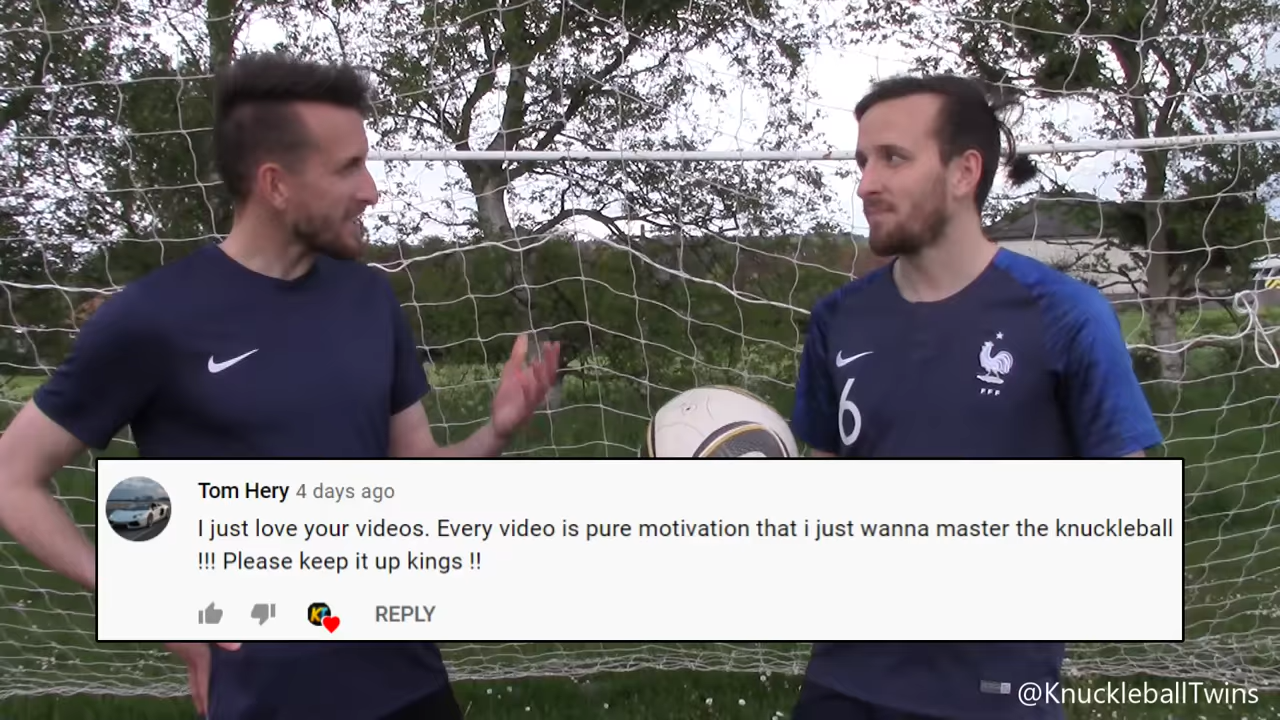 6
FFF
Tom Hery 4 days ago
I just love your videos. Every video is pure motivation that i just wanna master the knuckleball
!!! Please keep it up kings !!
KT
REPLY
@KnuckleballTwins